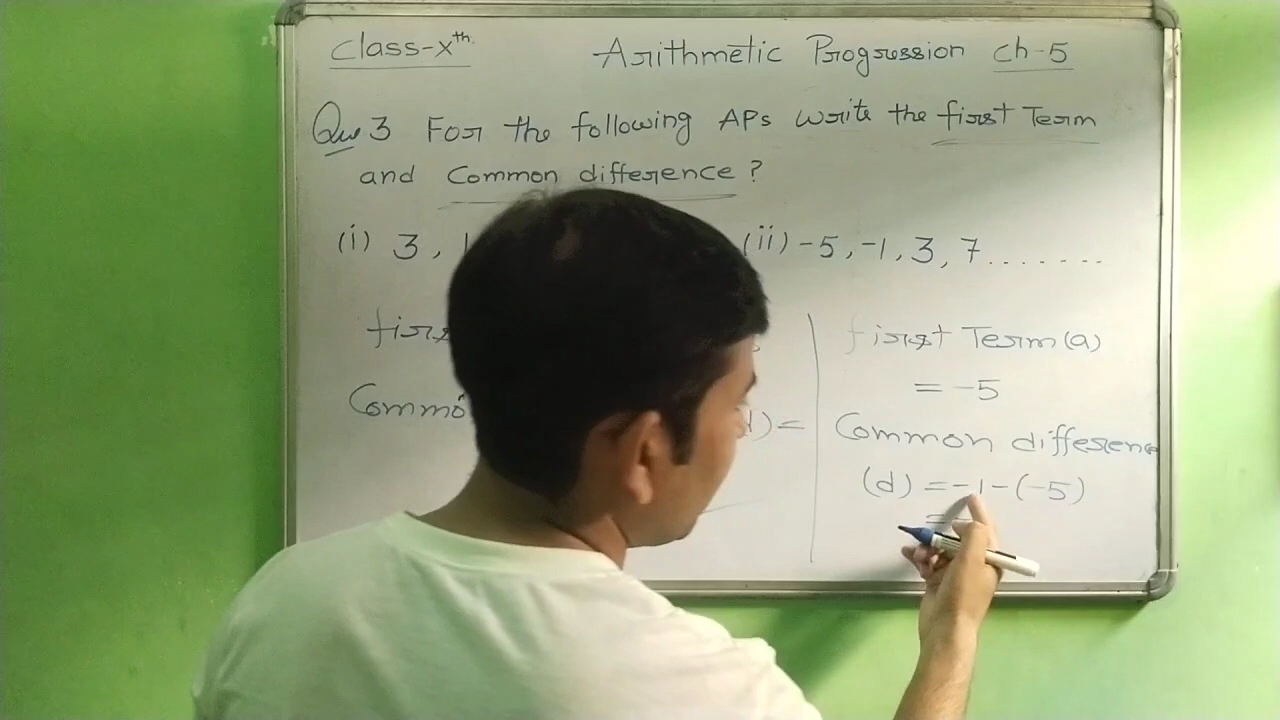 Class-Xth Arithmetic Progression Ch-5
Que 3 For the following APs write the first Term
and Common difference ?
(i) 3, (ii) -5, -1, 3, 7........
First Term (a)
= -5
Common difference
(d) = -1 - (-5)
=